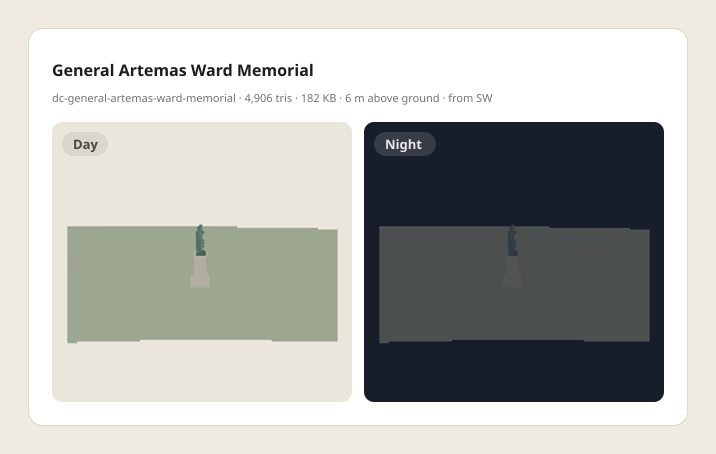 General Artemas Ward Memorial
dc-general-artemas-ward-memorial · 4,906 tris · 182 KB · 6 m above ground · from SW
Day
Night